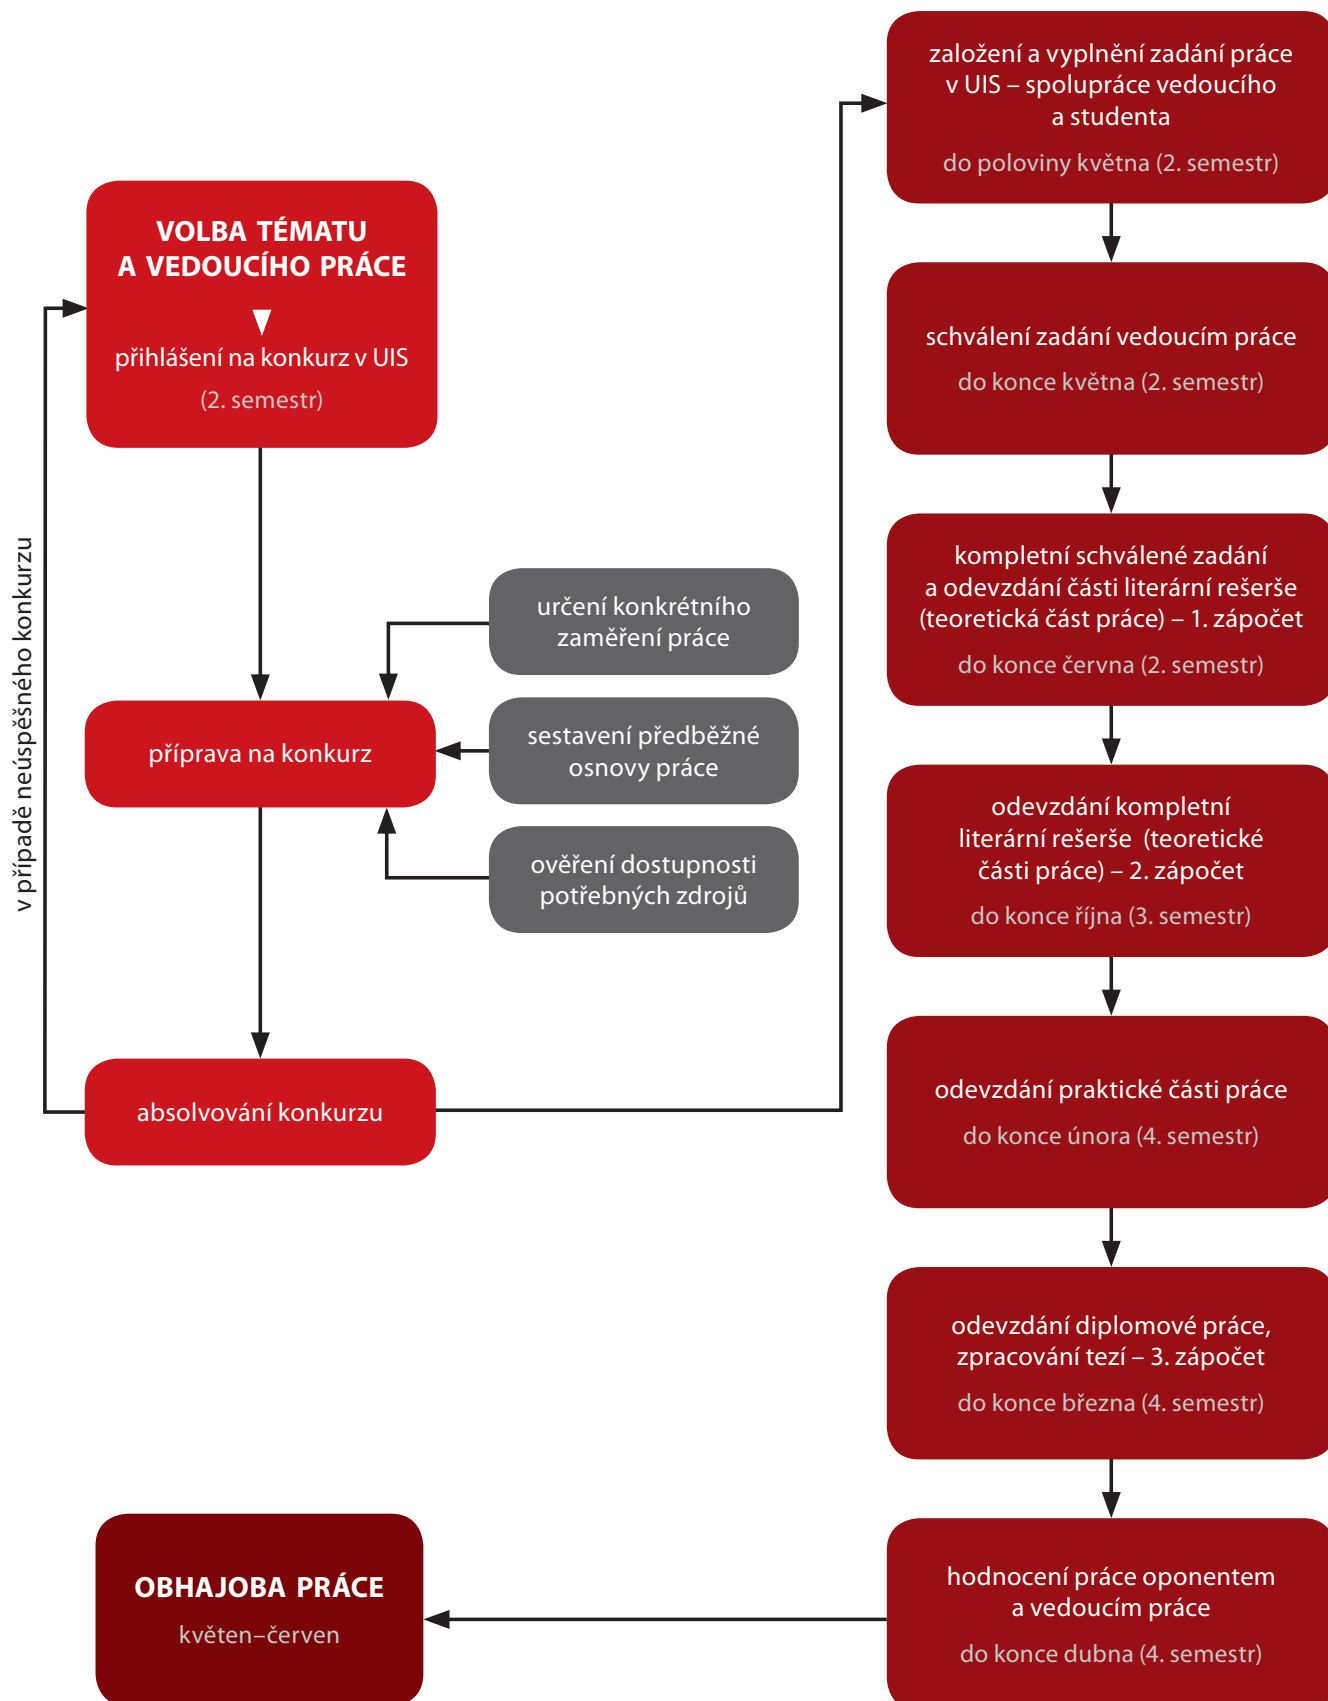 VOLBA TÉMATU
A VEDOUCÍHO PRÁCE
přihlášení na konkurz v UIS
(2. semestr)
v případě neúspěšného konkurzu
určení konkrétního
zaměření práce
příprava na konkurz
sestavení předběžné
osnovy práce
ověření dostupnosti
potřebných zdrojů
absolvování konkurzu
založení a vyplnění zadání práce
v UIS – spolupráce vedoucího
a studenta
do poloviny května (2. semestr)
schválení zadání vedoucím práce
do konce května (2. semestr)
kompletní schválené zadání
a odevzdání části literární rešerše
(teoretická část práce) – 1. zápočet
do konce června (2. semestr)
odevzdání kompletní
literární rešerše (teoretické
části práce) – 2. zápočet
do konce října (3. semestr)
odevzdání praktické části práce
do konce února (4. semestr)
odevzdání diplomové práce,
zpracování tezí – 3. zápočet
do konce března (4. semestr)
hodnocení práce oponentem
a vedoucím práce
do konce dubna (4. semestr)
OBHAJOBA PRÁCE
květen–červen